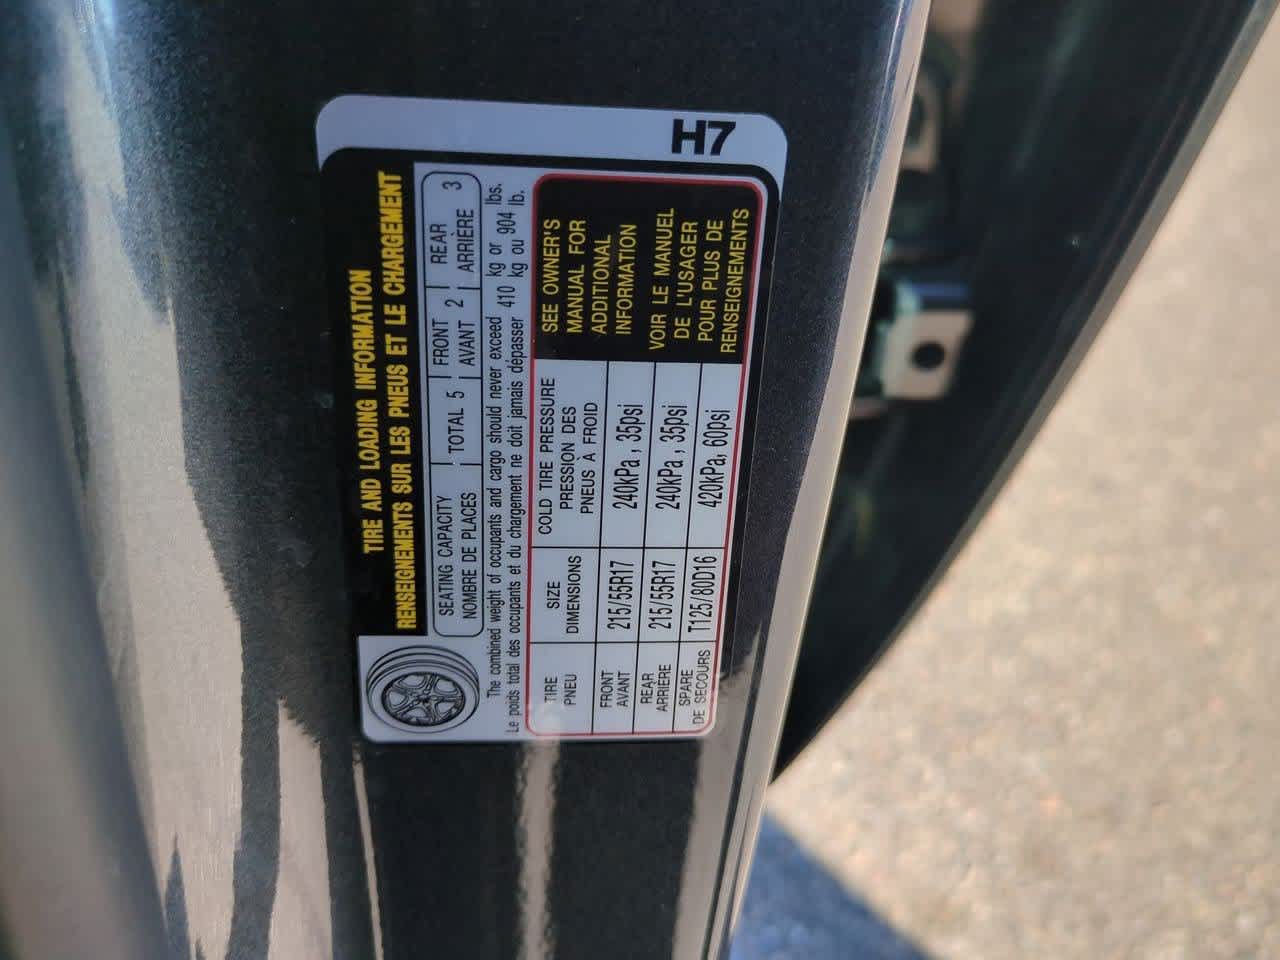 H7
TIRE AND LOADING INFORMATION
RENSEIGNEMENTS SUR LES PNEUS ET LE CHARGEMENT
SEATING CAPACITY
NOMBRE DE PLACES
TOTAL 5
FRONT
AVANT
2
REAR
ARRIÈRE
3
The combined weight of occupants and cargo should never exceed 410 kg or 904 lbs.
Le poids total des occupants et du chargement ne doit jamais dépasser 410 kg ou 904 lb.
TIRE
PNEU
SIZE
DIMENSIONS
COLD TIRE PRESSURE
PRESSION DES
PNEUS À FROID
FRONT
AVANT
215/55R17
240kPa , 35psi
REAR
ARRIERE
215/55R17
240kPa , 35psi
SPARE
DE SECOURS
T125/80D16
420kPa, 60psi
SEE OWNER'S
MANUAL FOR
ADDITIONAL
INFORMATION
VOIR LE MANUEL
DE L'USAGER
POUR PLUS DE
RENSEIGNEMENTS